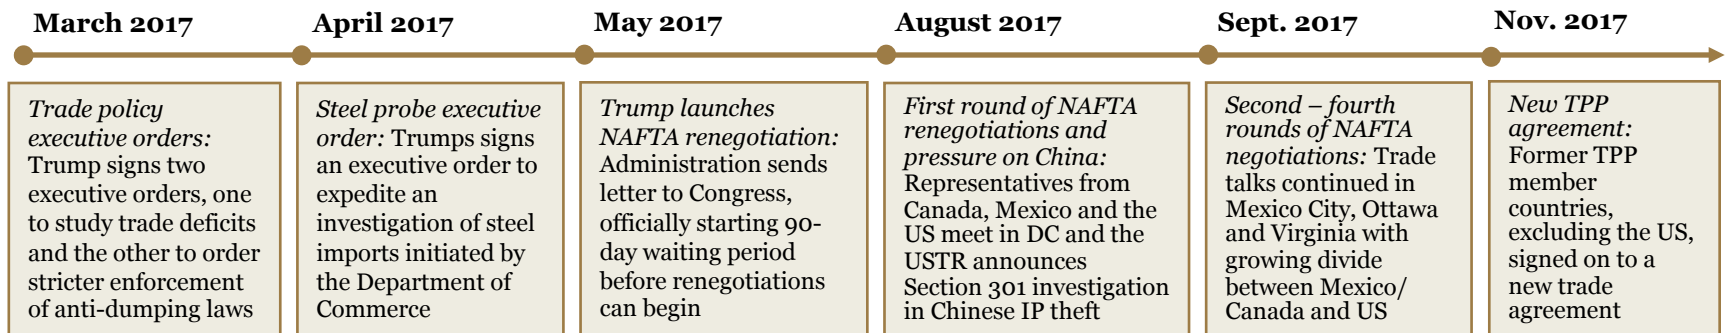 March 2017
Trade policy
executive orders:
Trump signs two
executive orders, one
to study trade deficits
and the other to order
stricter enforcement
of anti-dumping laws
April 2017
Steel probe executive
order: Trumps signs
an executive order to
expedite an
investigation of steel
imports initiated by
the Department of
Commerce
May 2017
Trump launches
NAFTA renegotiation:
Administration sends
letter to Congress,
officially starting 90-
day waiting period
before renegotiations
can begin
August 2017
First round of NAFTA
renegotiations and
pressure on China:
Representatives from
Canada, Mexico and the
US meet in DC and the
USTR announces
Section 301 investigation
in Chinese IP theft
Sept. 2017
Second – fourth
rounds of NAFTA
negotiations: Trade
talks continued in
Mexico City, Ottawa
and Virginia with
growing divide
between Mexico/
Canada and US
Nov. 2017
New TPP
agreement:
Former TPP
member
countries,
excluding the US,
signed on to a
new trade
agreement